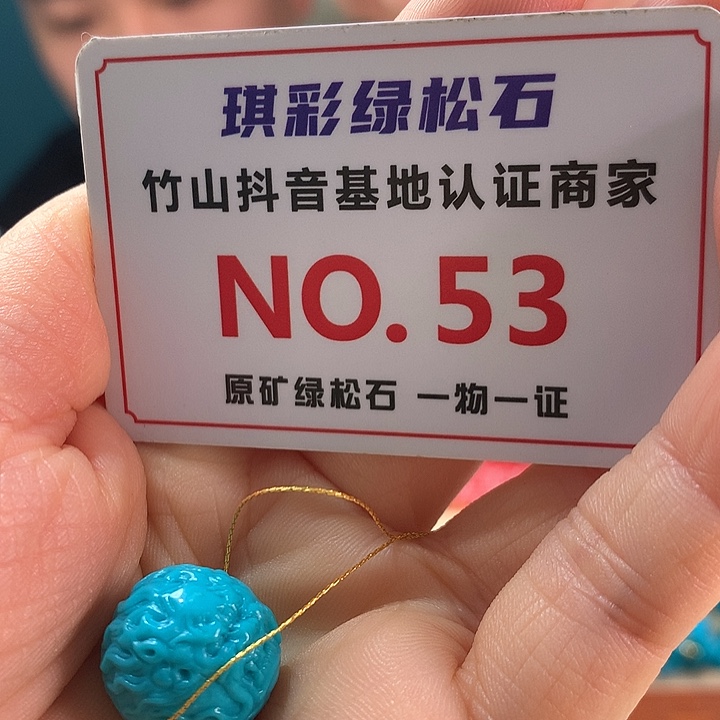 琪彩绿松石
竹山抖音基地认证商家
NO.53
原矿绿松石 一物一证